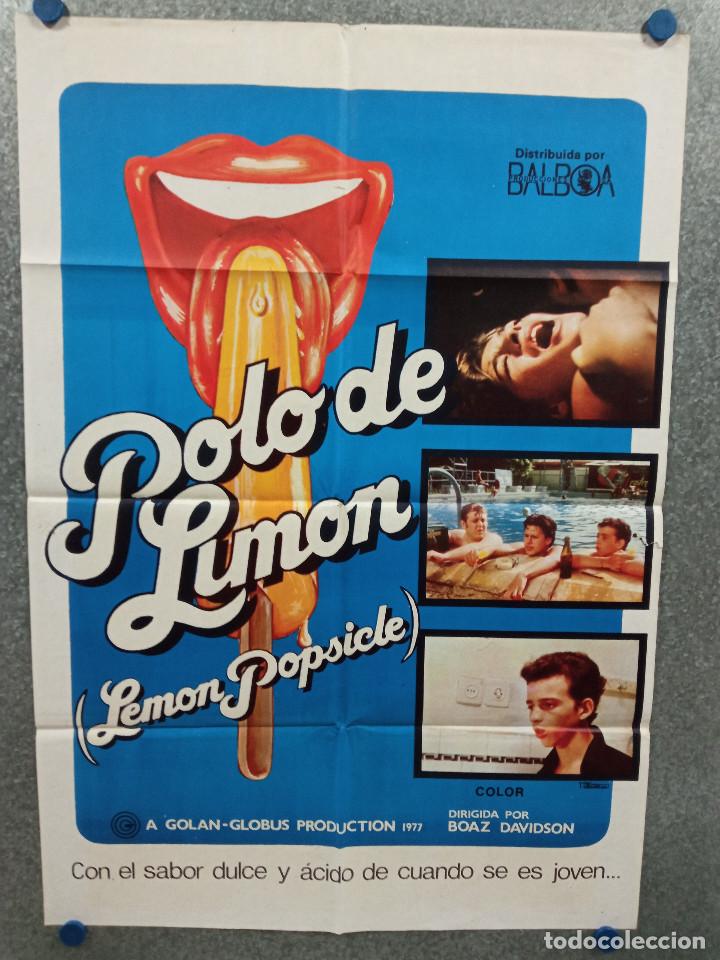 Distribuida por
BALBOA
PRODUCCIONES
Polo de
Limon
(Lemon Popsicle)
COLOR
G A GOLAN-GLOBUS PRODUCTION 1977
DIRIGIDA POR
BOAZ DAVIDSON
Con el sabor dulce y ácido de cuando se es joven...
todocoleccion